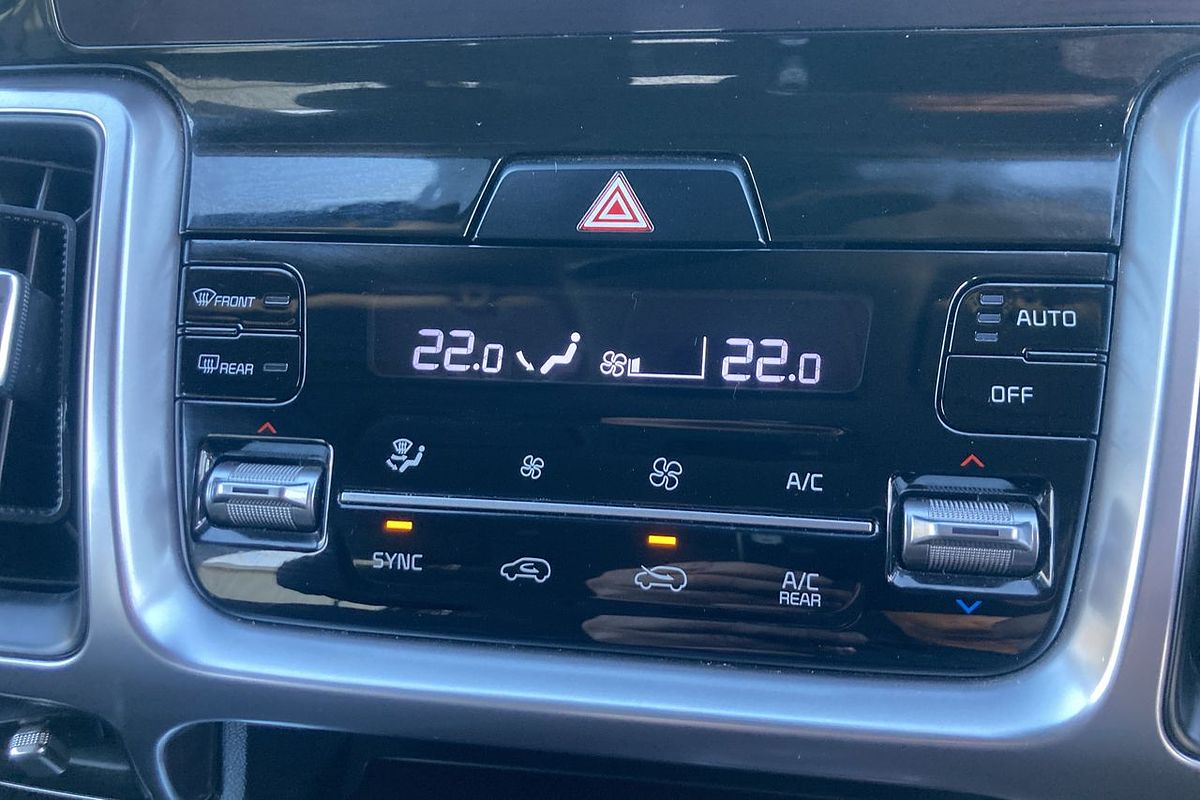 FRONT
REAR
22.0
22.0
AUTO
OFF
A/C
SYNC
A/C
REAR